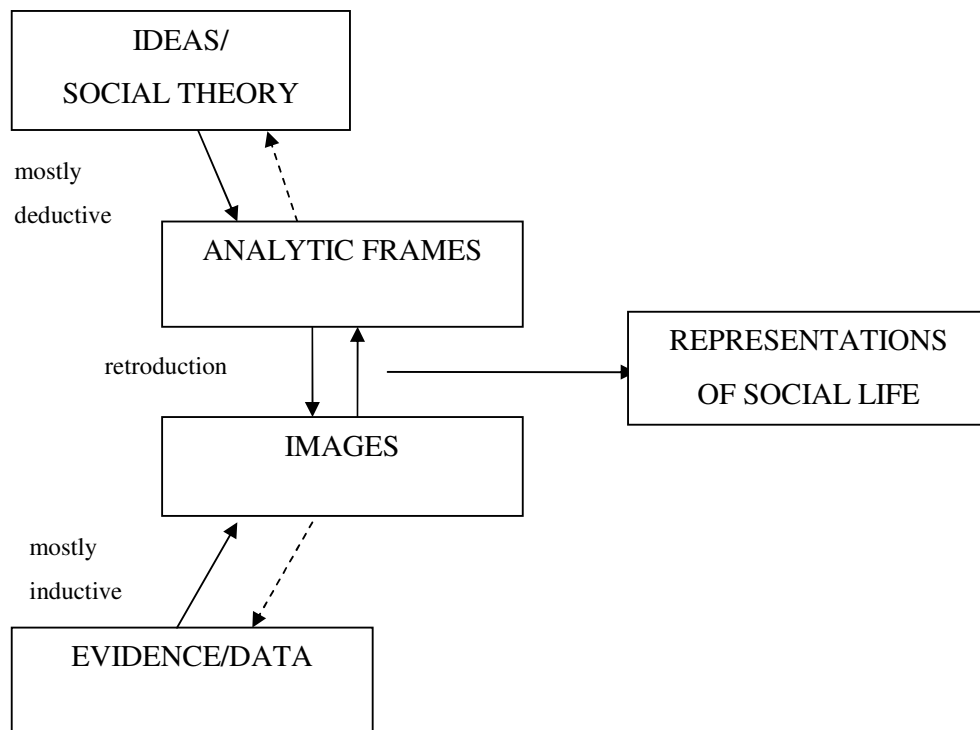 IDEAS/
SOCIAL THEORY
mostly
deductive
ANALYTIC FRAMES
retroduction
REPRESENTATIONS
OF SOCIAL LIFE
IMAGES
mostly
inductive
EVIDENCE/DATA